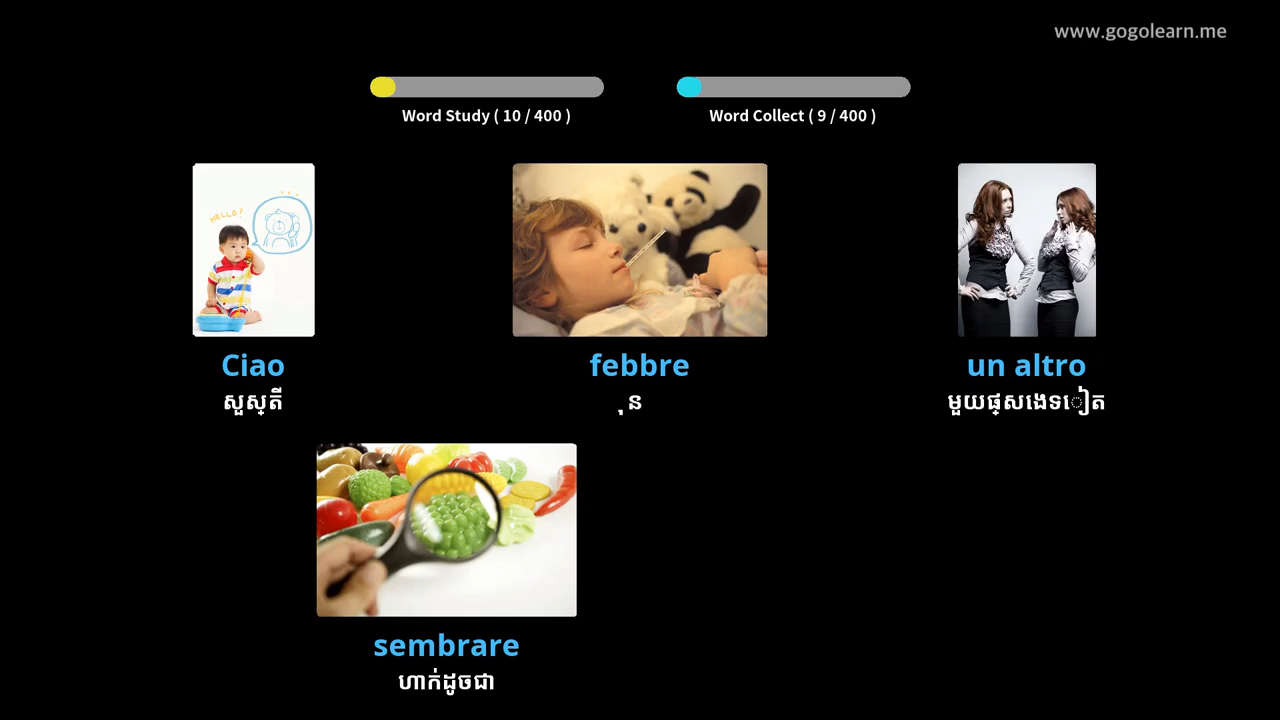 www.gogolearn.me
Word Study ( 10 / 400 )
Word Collect ( 9 / 400 )
HELLO!
Ciao
febbre
un altro
សួស្តី
ុន
មួយផ្សេងទៀត
sembrare
ហាក់ដូចជា